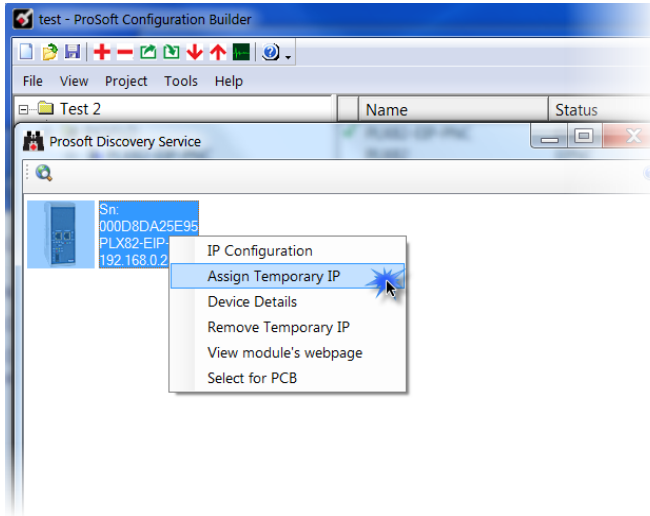 test - ProSoft Configuration Builder
File View Project Tools Help
Test 2
Name Status
Prosoft Discovery Service
Sn:
000D8DA25E95
PLX82-EIP-
192.168.0.2
IP Configuration
Assign Temporary IP
Device Details
Remove Temporary IP
View module's webpage
Select for PCB